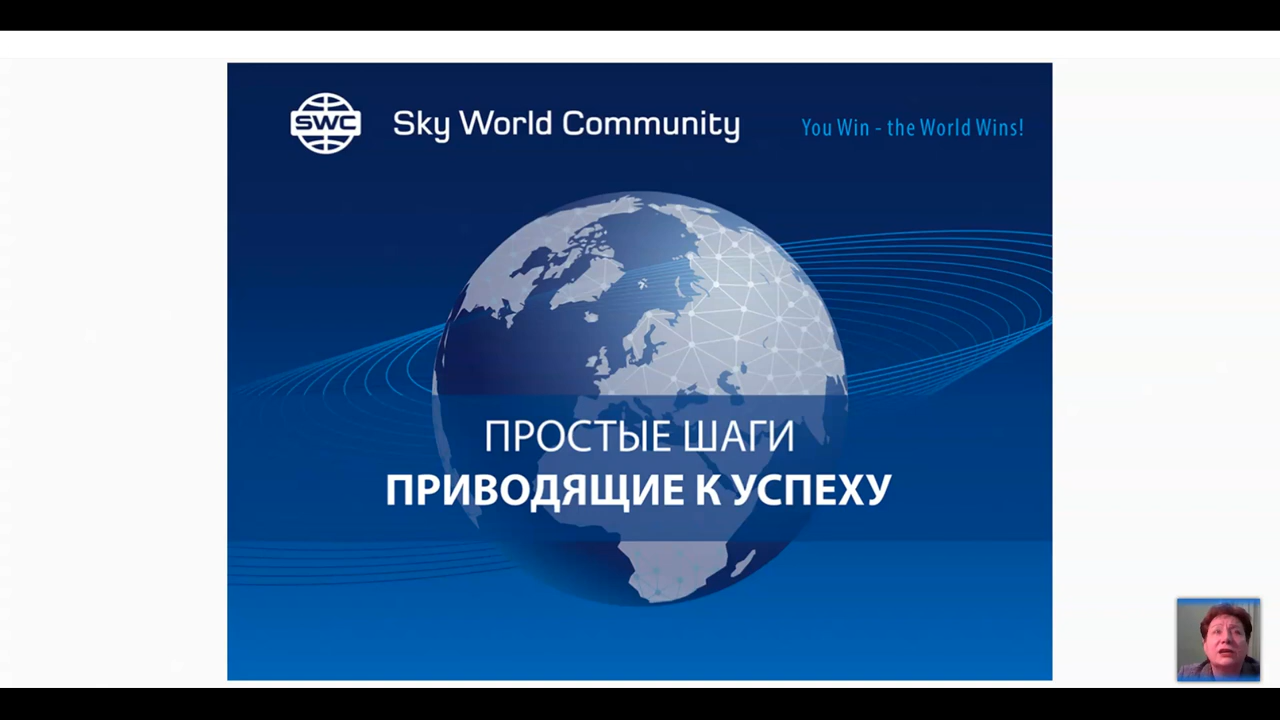 SWC
Sky World Community
You Win - the World Wins!
ПРОСТЫЕ ШАГИ
ПРИВОДЯЩИЕ К УСПЕХУ